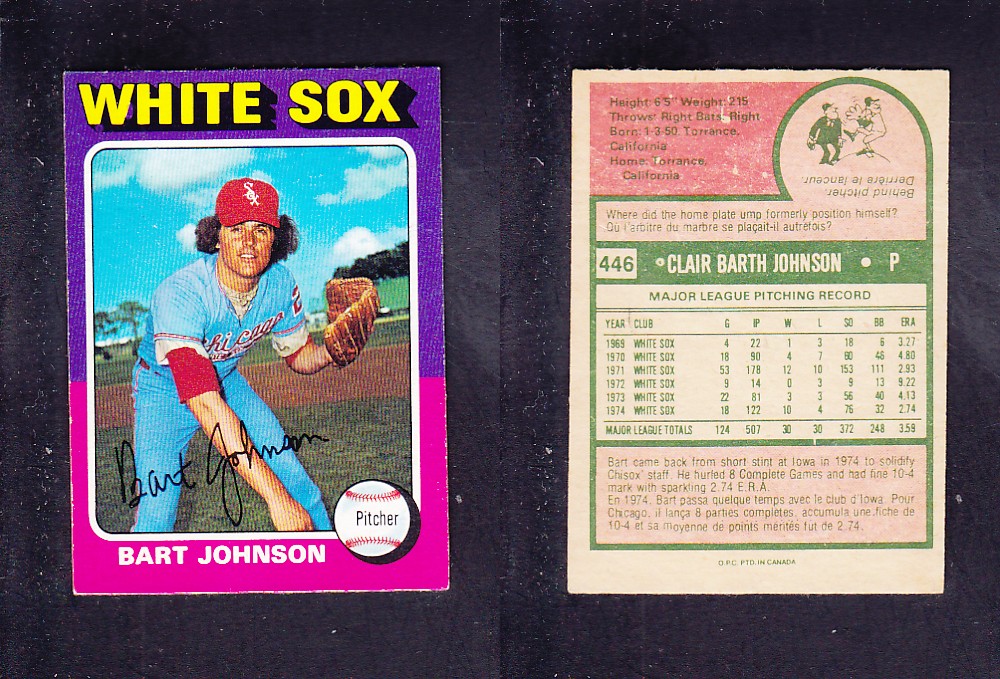 WHITE SOX
SOX
Chicago
Bart Johnson
Pitcher
BART JOHNSON
Height: 6'5" Weight: 215
Throws: Right Bats: Right
Born: 1-3-50, Torrance,
California
Home: Torrance,
California
Behind pitcher.
Derrière le lanceur.
Where did the home plate ump formerly position himself?
Où l'arbitre du marbre se plaçait-il autrefois?
446 CLAIR BARTH JOHNSON • P
MAJOR LEAGUE PITCHING RECORD
YEAR CLUB G IP W L SO BB ERA
1969 WHITE SOX 4 22 1 3 18 6 3.27
1970 WHITE SOX 18 90 4 7 60 46 4.80
1971 WHITE SOX 53 178 12 10 153 111 2.93
1972 WHITE SOX 9 14 0 3 9 13 9.22
1973 WHITE SOX 22 81 3 3 56 40 4.13
1974 WHITE SOX 18 122 10 4 76 32 2.74
MAJOR LEAGUE TOTALS 124 507 30 30 372 248 3.59
Bart came back from short stint at Iowa in 1974 to solidify
Chisox' staff. He hurled 8 Complete Games and had fine 10-4
mark with sparkling 2.74 E.R.A.
En 1974, Bart passa quelque temps avec le club d'Iowa. Pour
Chicago, il lança 8 parties complètes, accumula une fiche de
10-4 et sa moyenne de points mérités fut de 2.74.
O.P.C. PTD. IN CANADA